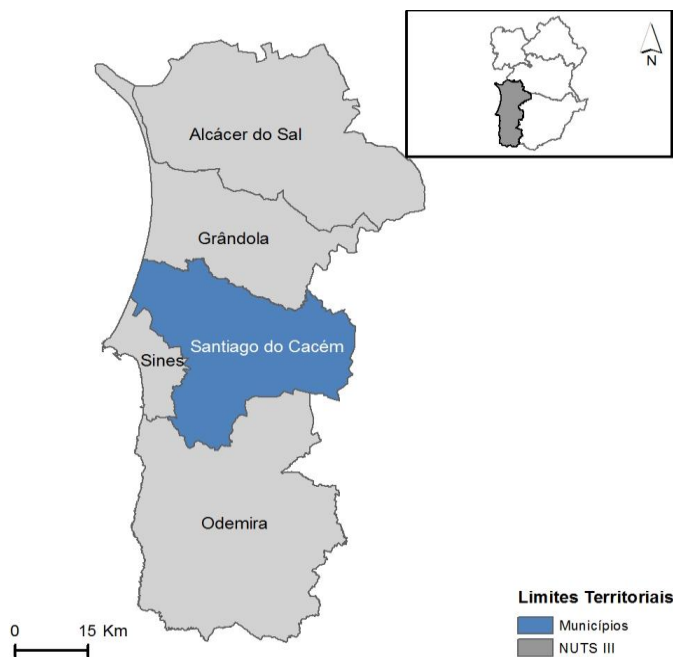 N
Alcácer do Sal
Grândola
Santiago do Cacém
Sines
Odemira
Limites Territoriais
0 15 Km
Municípios
NUTS III